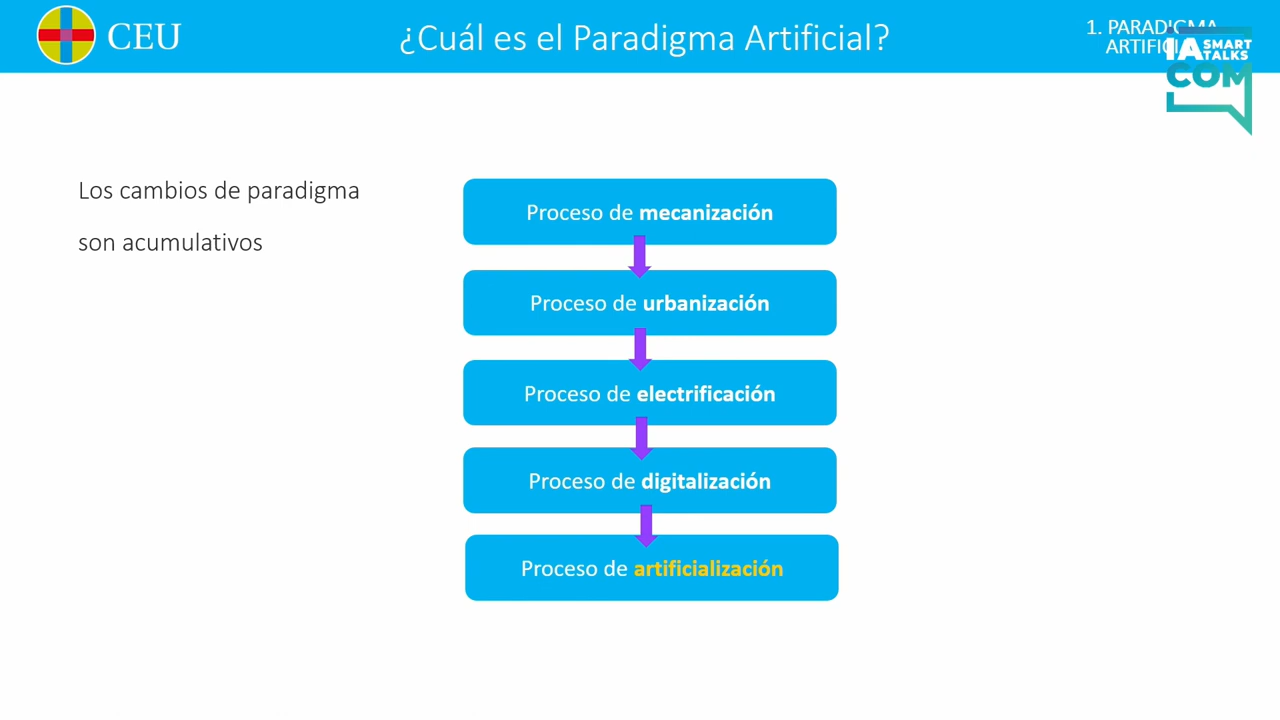 CEU
¿Cuál es el Paradigma Artificial?
1. PARADIGMA
IA SMART
TALKS
COM
Los cambios de paradigma
son acumulativos
Proceso de mecanización
Proceso de urbanización
Proceso de electrificación
Proceso de digitalización
Proceso de artificialización